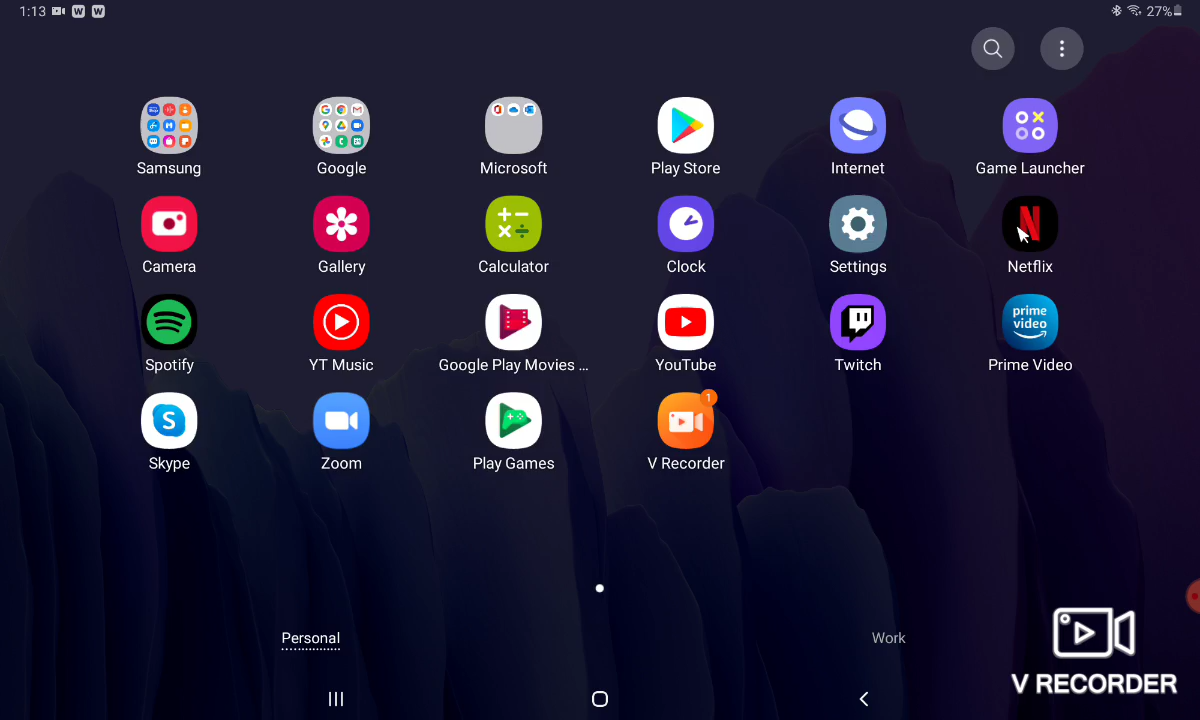 1:13 W W 27%
Samsung Google Microsoft Play Store Internet Game Launcher
Camera Gallery Calculator Clock Settings Netflix
Spotify YT Music Google Play Movies ... YouTube Twitch prime video Prime Video
S 1
Skype Zoom Play Games V Recorder
Personal Work
V RECORDER